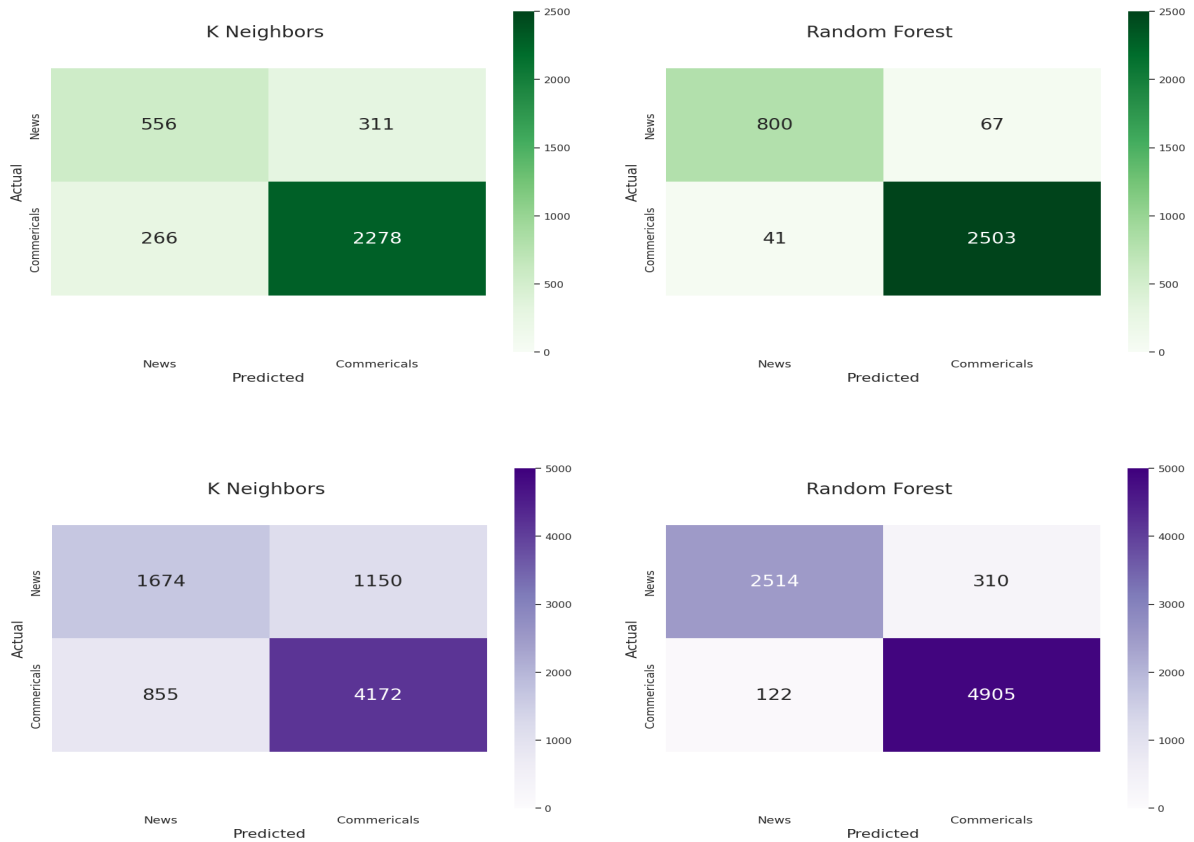 K Neighbors
News
556
311
Actual
Commericals
266
2278
News
Commericals
Predicted
2500
2000
1500
1000
500
0
Random Forest
News
800
67
Actual
Commericals
41
2503
News
Commericals
Predicted
2500
2000
1500
1000
500
0
K Neighbors
News
1674
1150
Actual
Commericals
855
4172
News
Commericals
Predicted
5000
4000
3000
2000
1000
0
Random Forest
News
2514
310
Actual
Commericals
122
4905
News
Commericals
Predicted
5000
4000
3000
2000
1000
0